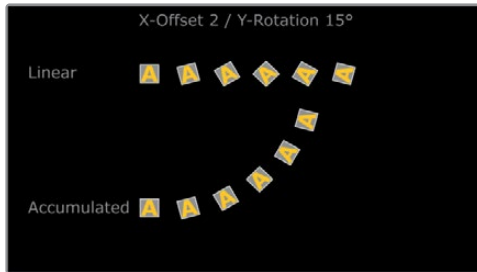 X-Offset 2 / Y-Rotation 15°
Linear A A A A A A
A
A
A
Accumulated A A A A